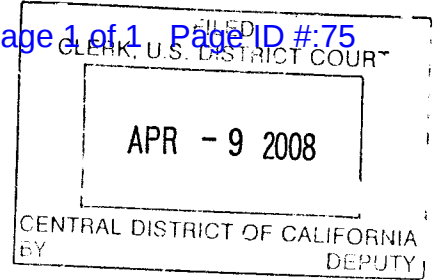 FILED
age 1 of 1 Page ID #:75
CLERK, U.S. DISTRICT COURT
APR - 9 2008
CENTRAL DISTRICT OF CALIFORNIA
BY DEPUTY